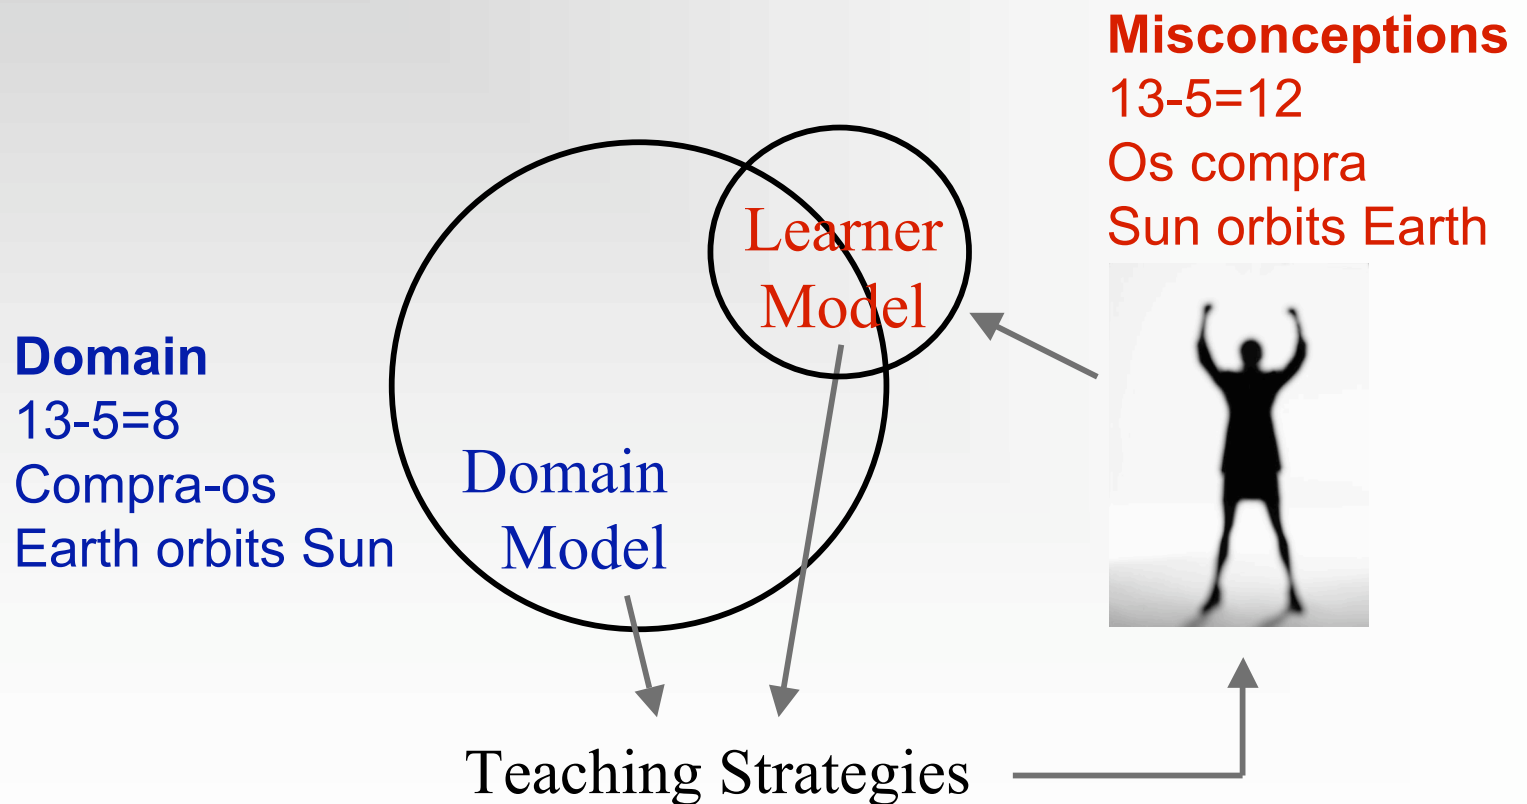 Misconceptions
13-5=12
Os compra
Sun orbits Earth
Learner
Model
Domain
13-5=8
Compra-os
Earth orbits Sun
Domain
Model
Teaching Strategies